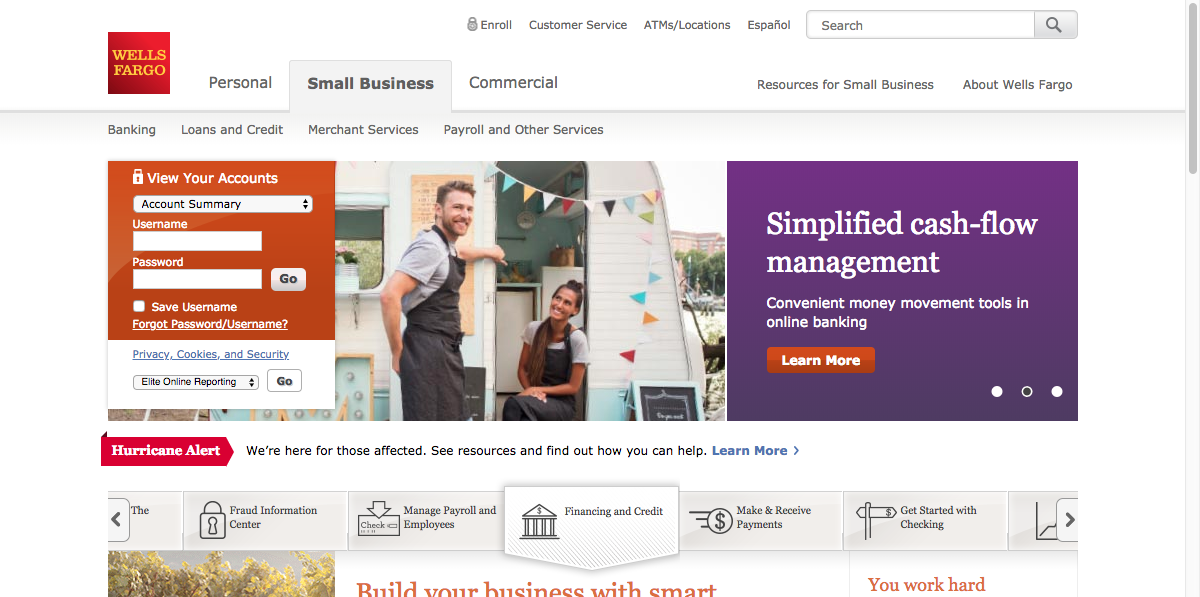 Enroll Customer Service ATMs/Locations Español Search
WELLS
FARGO
Personal Small Business Commercial Resources for Small Business About Wells Fargo
Banking Loans and Credit Merchant Services Payroll and Other Services
View Your Accounts
Account Summary
Username
Password
Go
Save Username
Forgot Password/Username?
Privacy, Cookies, and Security
Elite Online Reporting Go
Simplified cash-flow
management
Convenient money movement tools in
online banking
Learn More
Hurricane Alert We're here for those affected. See resources and find out how you can help. Learn More
The
Fraud Information
Center
Check
Manage Payroll and
Employees
Financing and Credit
Make & Receive
Payments
Get Started with
Checking
Build your business with smart
You work hard